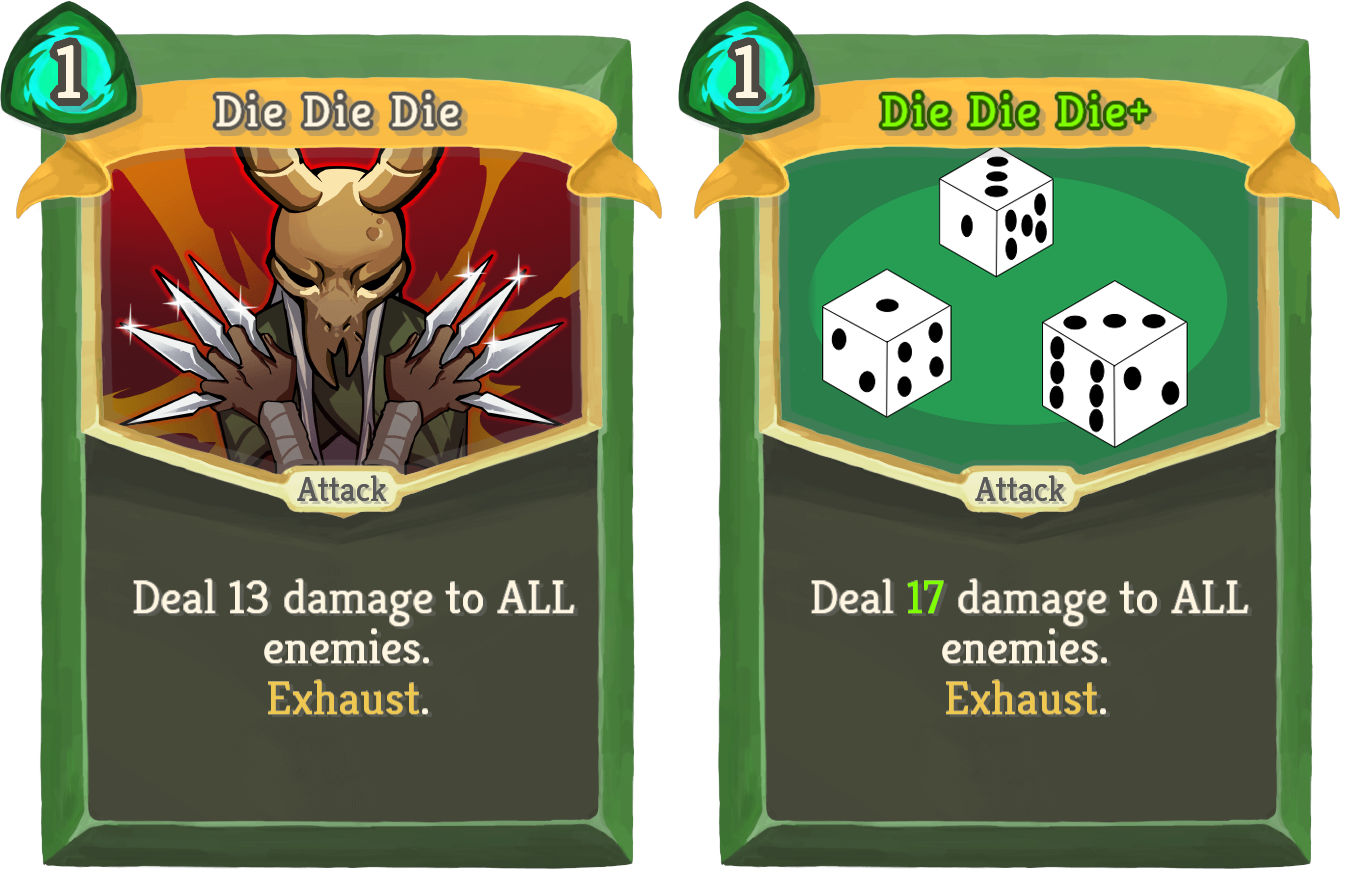 1
Die Die Die
Attack
Deal 13 damage to ALL
enemies.
Exhaust.
1
Die Die Die+
Attack
Deal 17 damage to ALL
enemies.
Exhaust.